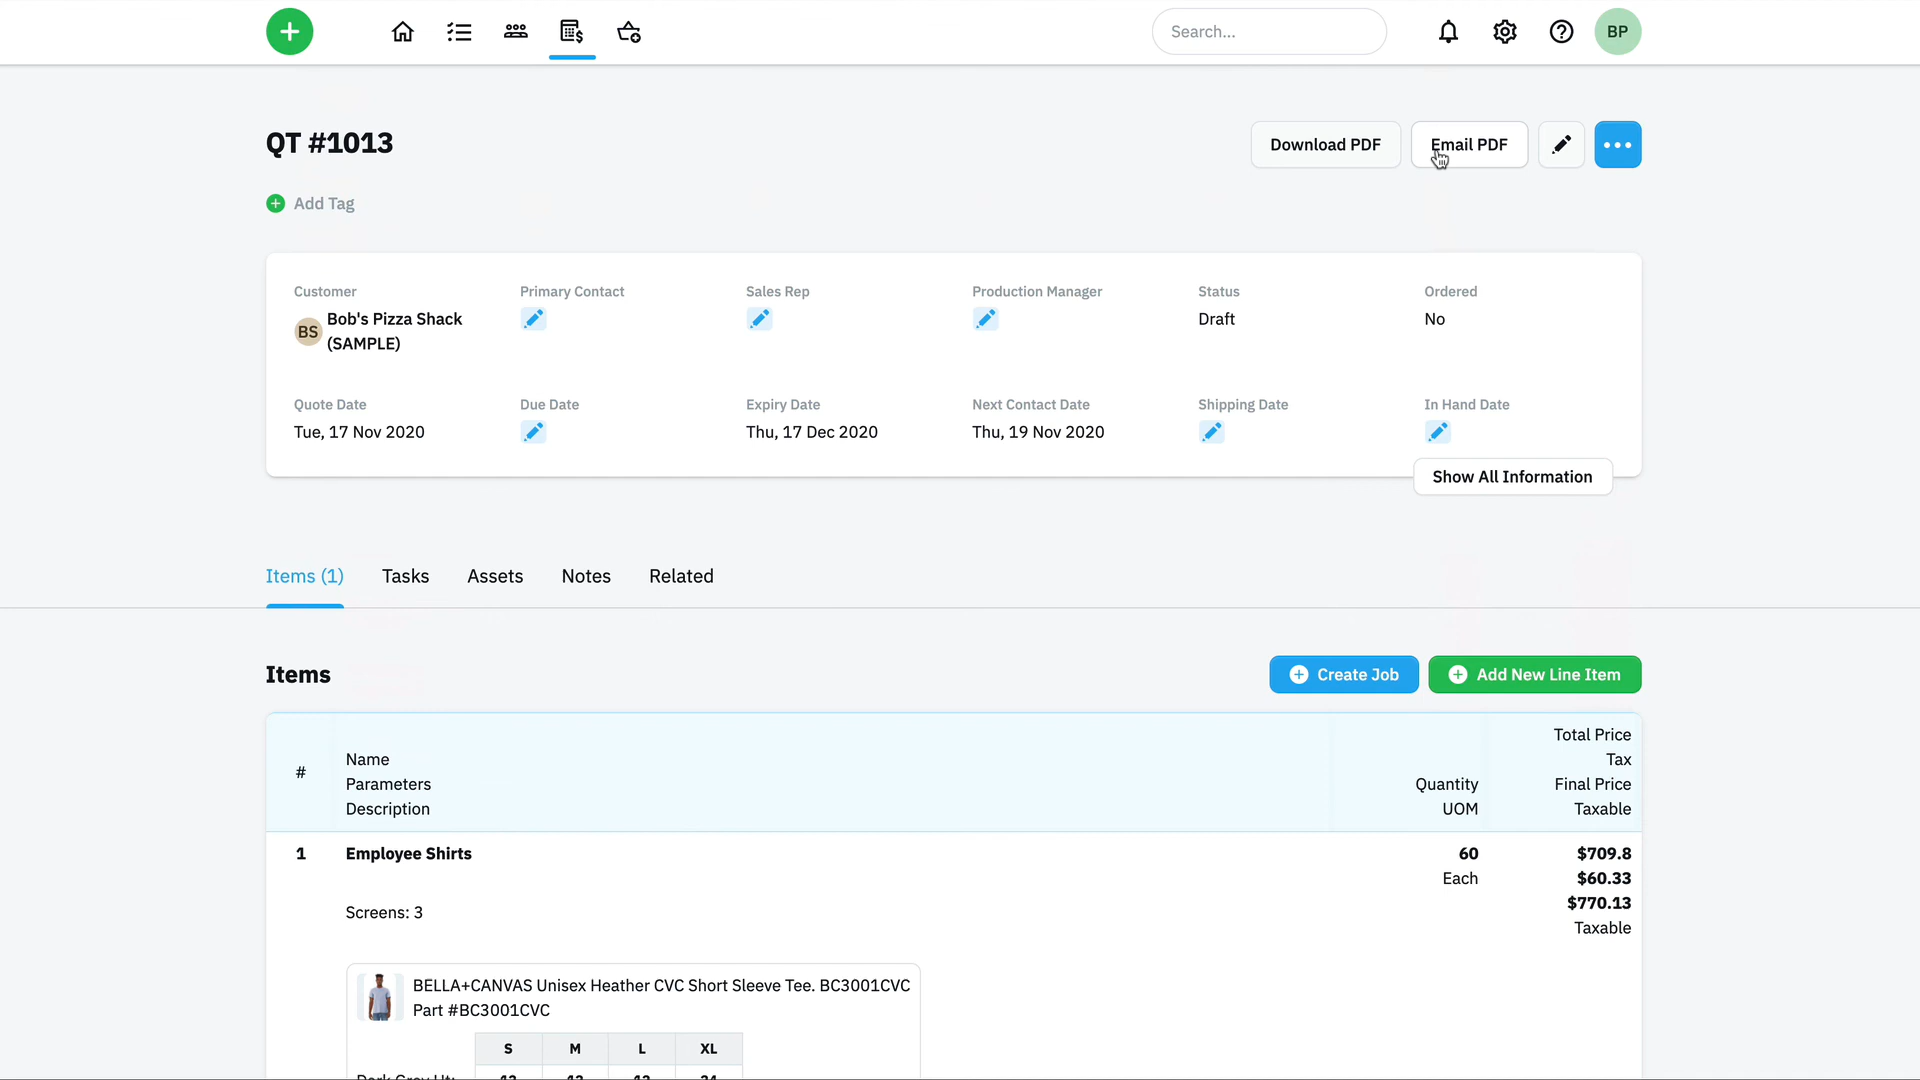 Search...
BP
QT #1013
Download PDF
Email PDF
Add Tag
Customer
Primary Contact
Sales Rep
Production Manager
Status
Ordered
BS
Bob's Pizza Shack
(SAMPLE)
Draft
No
Quote Date
Due Date
Expiry Date
Next Contact Date
Shipping Date
In Hand Date
Tue, 17 Nov 2020
Thu, 17 Dec 2020
Thu, 19 Nov 2020
Show All Information
Items (1)
Tasks
Assets
Notes
Related
Items
Create Job
Add New Line Item
#
Name
Parameters
Description
Quantity
UOM
Total Price
Tax
Final Price
Taxable
1
Employee Shirts
60
Each
$709.8
$60.33
$770.13
Taxable
Screens: 3
BELLA+CANVAS Unisex Heather CVC Short Sleeve Tee. BC3001CVC
Part #BC3001CVC
S
M
L
XL